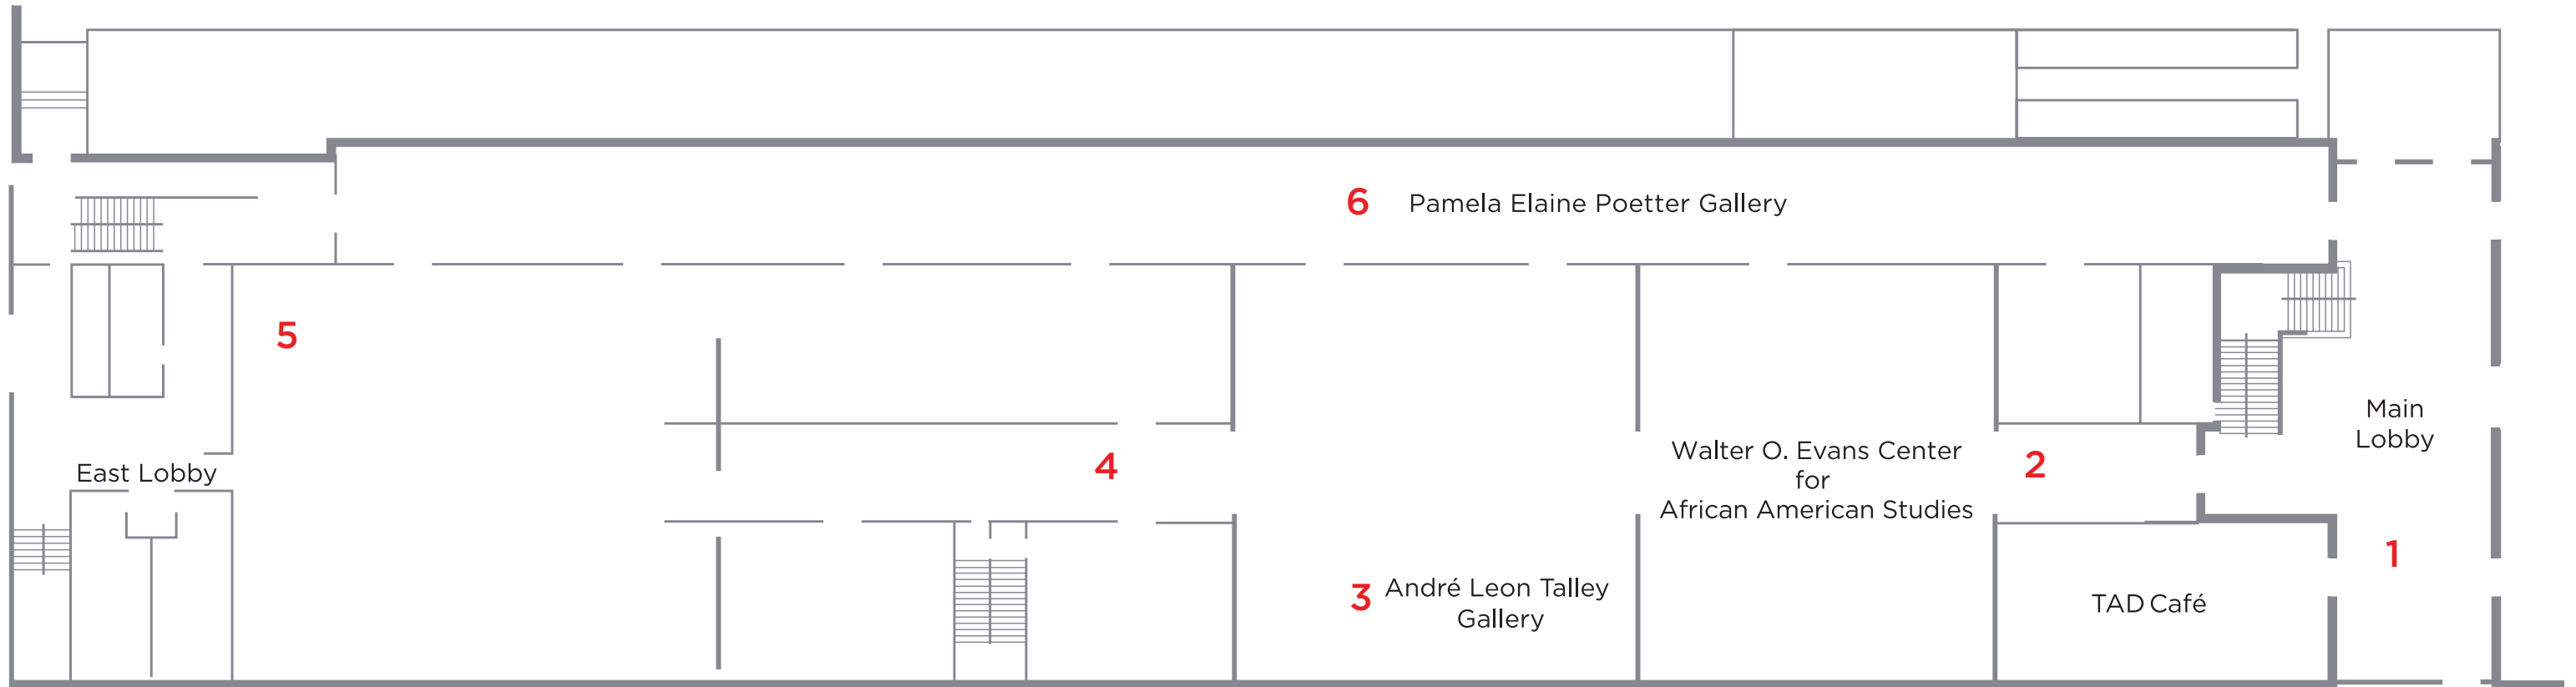 6 Pamela Elaine Poetter Gallery
5
Main
Lobby
East Lobby
4
Walter O. Evans Center
for
African American Studies
2
1
3 André Leon Talley
Gallery
TAD Café